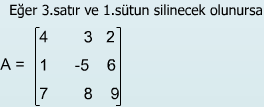 Eğer 3.satır ve 1.sütun silinecek olunursa
4 3 2
A = 1 -5 6
7 8 9